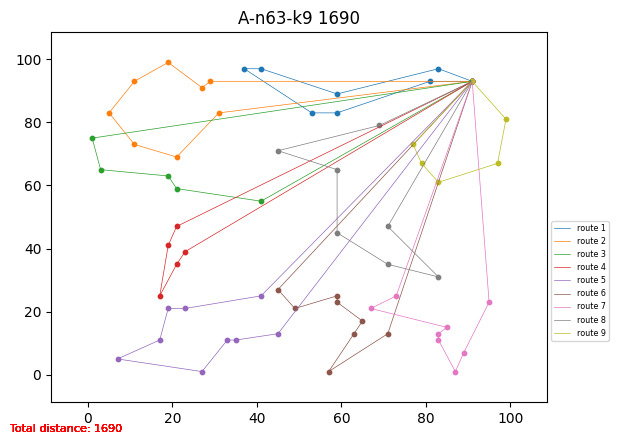 A-n63-k9 1690
100
80
60
40
20
0
0 20 40 60 80 100
route 1
route 2
route 3
route 4
route 5
route 6
route 7
route 8
route 9
Total distance: 1690